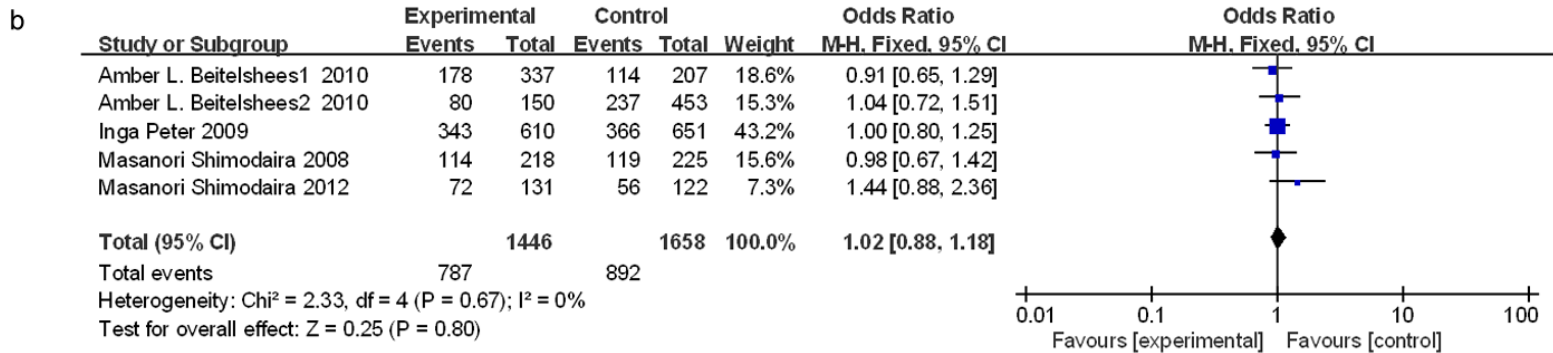 b
Experimental Control Odds Ratio Odds Ratio
Study or Subgroup Events Total Events Total Weight M-H, Fixed, 95% CI M-H, Fixed, 95% CI
Amber L. Beitelshees1 2010 178 337 114 207 18.6% 0.91 [0.65, 1.29]
Amber L. Beitelshees2 2010 80 150 237 453 15.3% 1.04 [0.72, 1.51]
Inga Peter 2009 343 610 366 651 43.2% 1.00 [0.80, 1.25]
Masanori Shimodaira 2008 114 218 119 225 15.6% 0.98 [0.67, 1.42]
Masanori Shimodaira 2012 72 131 56 122 7.3% 1.44 [0.88, 2.36]
Total (95% CI) 1446 1658 100.0% 1.02 [0.88, 1.18]
Total events 787 892
Heterogeneity: Chi² = 2.33, df = 4 (P = 0.67); I² = 0%
Test for overall effect: Z = 0.25 (P = 0.80)
0.01 0.1 1 10 100
Favours [experimental] Favours [control]